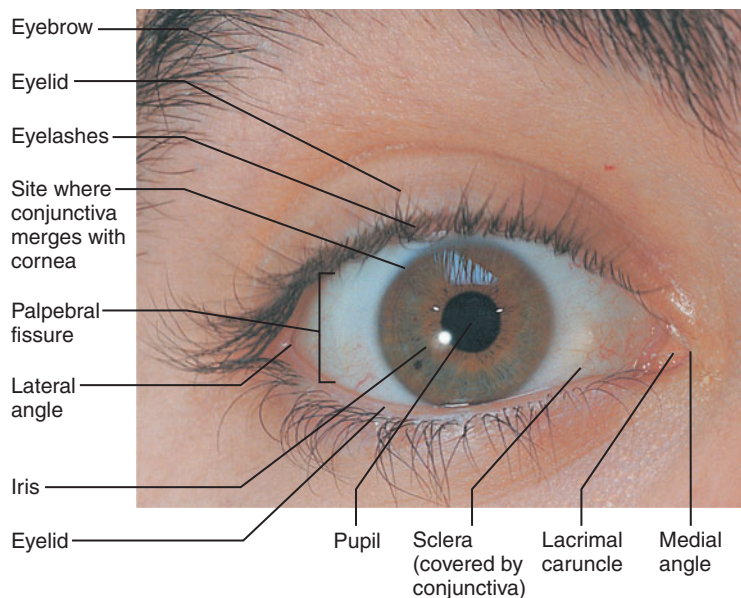 Eyebrow
Eyelid
Eyelashes
Site where
conjunctiva
merges with
cornea
Palpebral
fissure
Lateral
angle
Iris
Eyelid
Pupil
Sclera
(covered by
conjunctiva)
Lacrimal
caruncle
Medial
angle